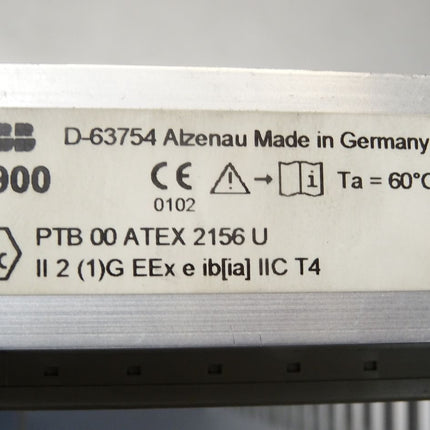 D-63754 Alzenau Made in Germany
900
CE i Ta = 60°C
0102
PTB 00 ATEX 2156 U
II 2 (1)G EEx e ib[ia] IIC T4